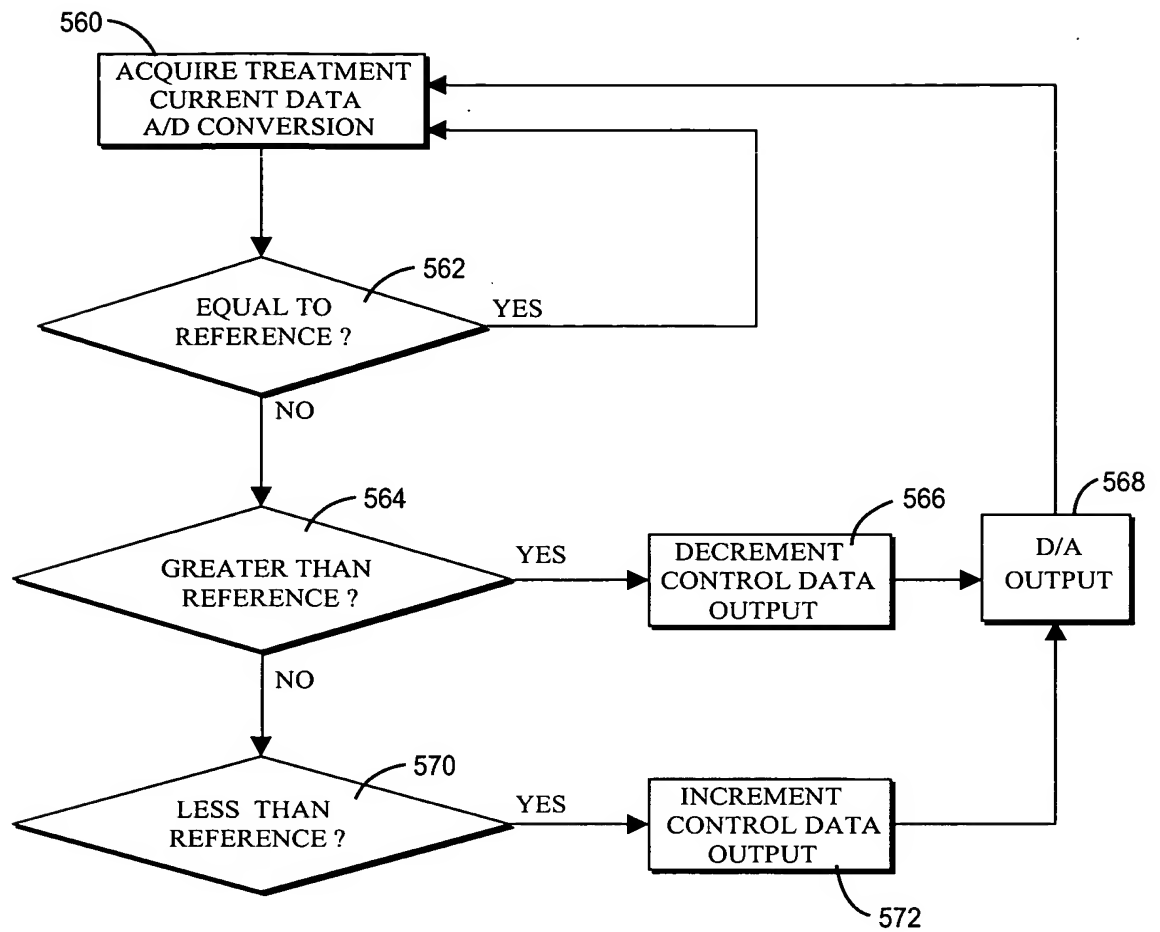 560
ACQUIRE TREATMENT
CURRENT DATA
A/D CONVERSION
562
EQUAL TO
REFERENCE ?
YES
NO
564
GREATER THAN
REFERENCE ?
YES
566
DECREMENT
CONTROL DATA
OUTPUT
568
D/A
OUTPUT
NO
570
LESS THAN
REFERENCE ?
YES
INCREMENT
CONTROL DATA
OUTPUT
572